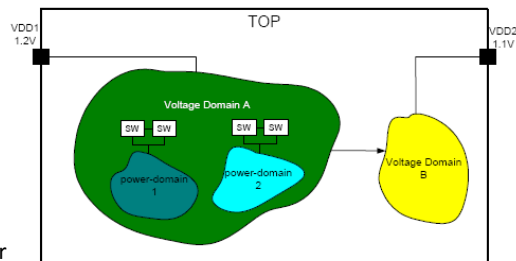 TOP
VDD1
1.2V
VDD2
1.1V
Voltage Domain A
SW SW
SW SW
power-domain
1
power-domain
2
Voltage Domain
B
r